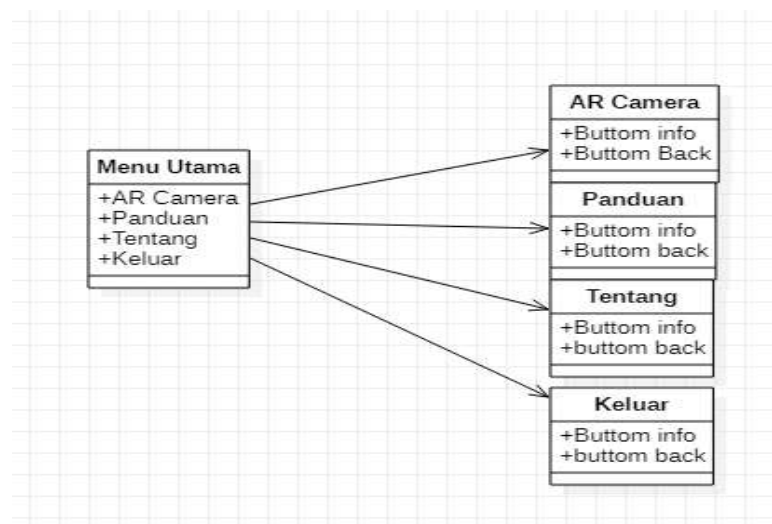 Menu Utama
+AR Camera
+Panduan
+Tentang
+Keluar
AR Camera
+Buttom info
+Buttom Back
Panduan
+Buttom info
+Buttom back
Tentang
+Buttom info
+buttom back
Keluar
+Buttom info
+buttom back